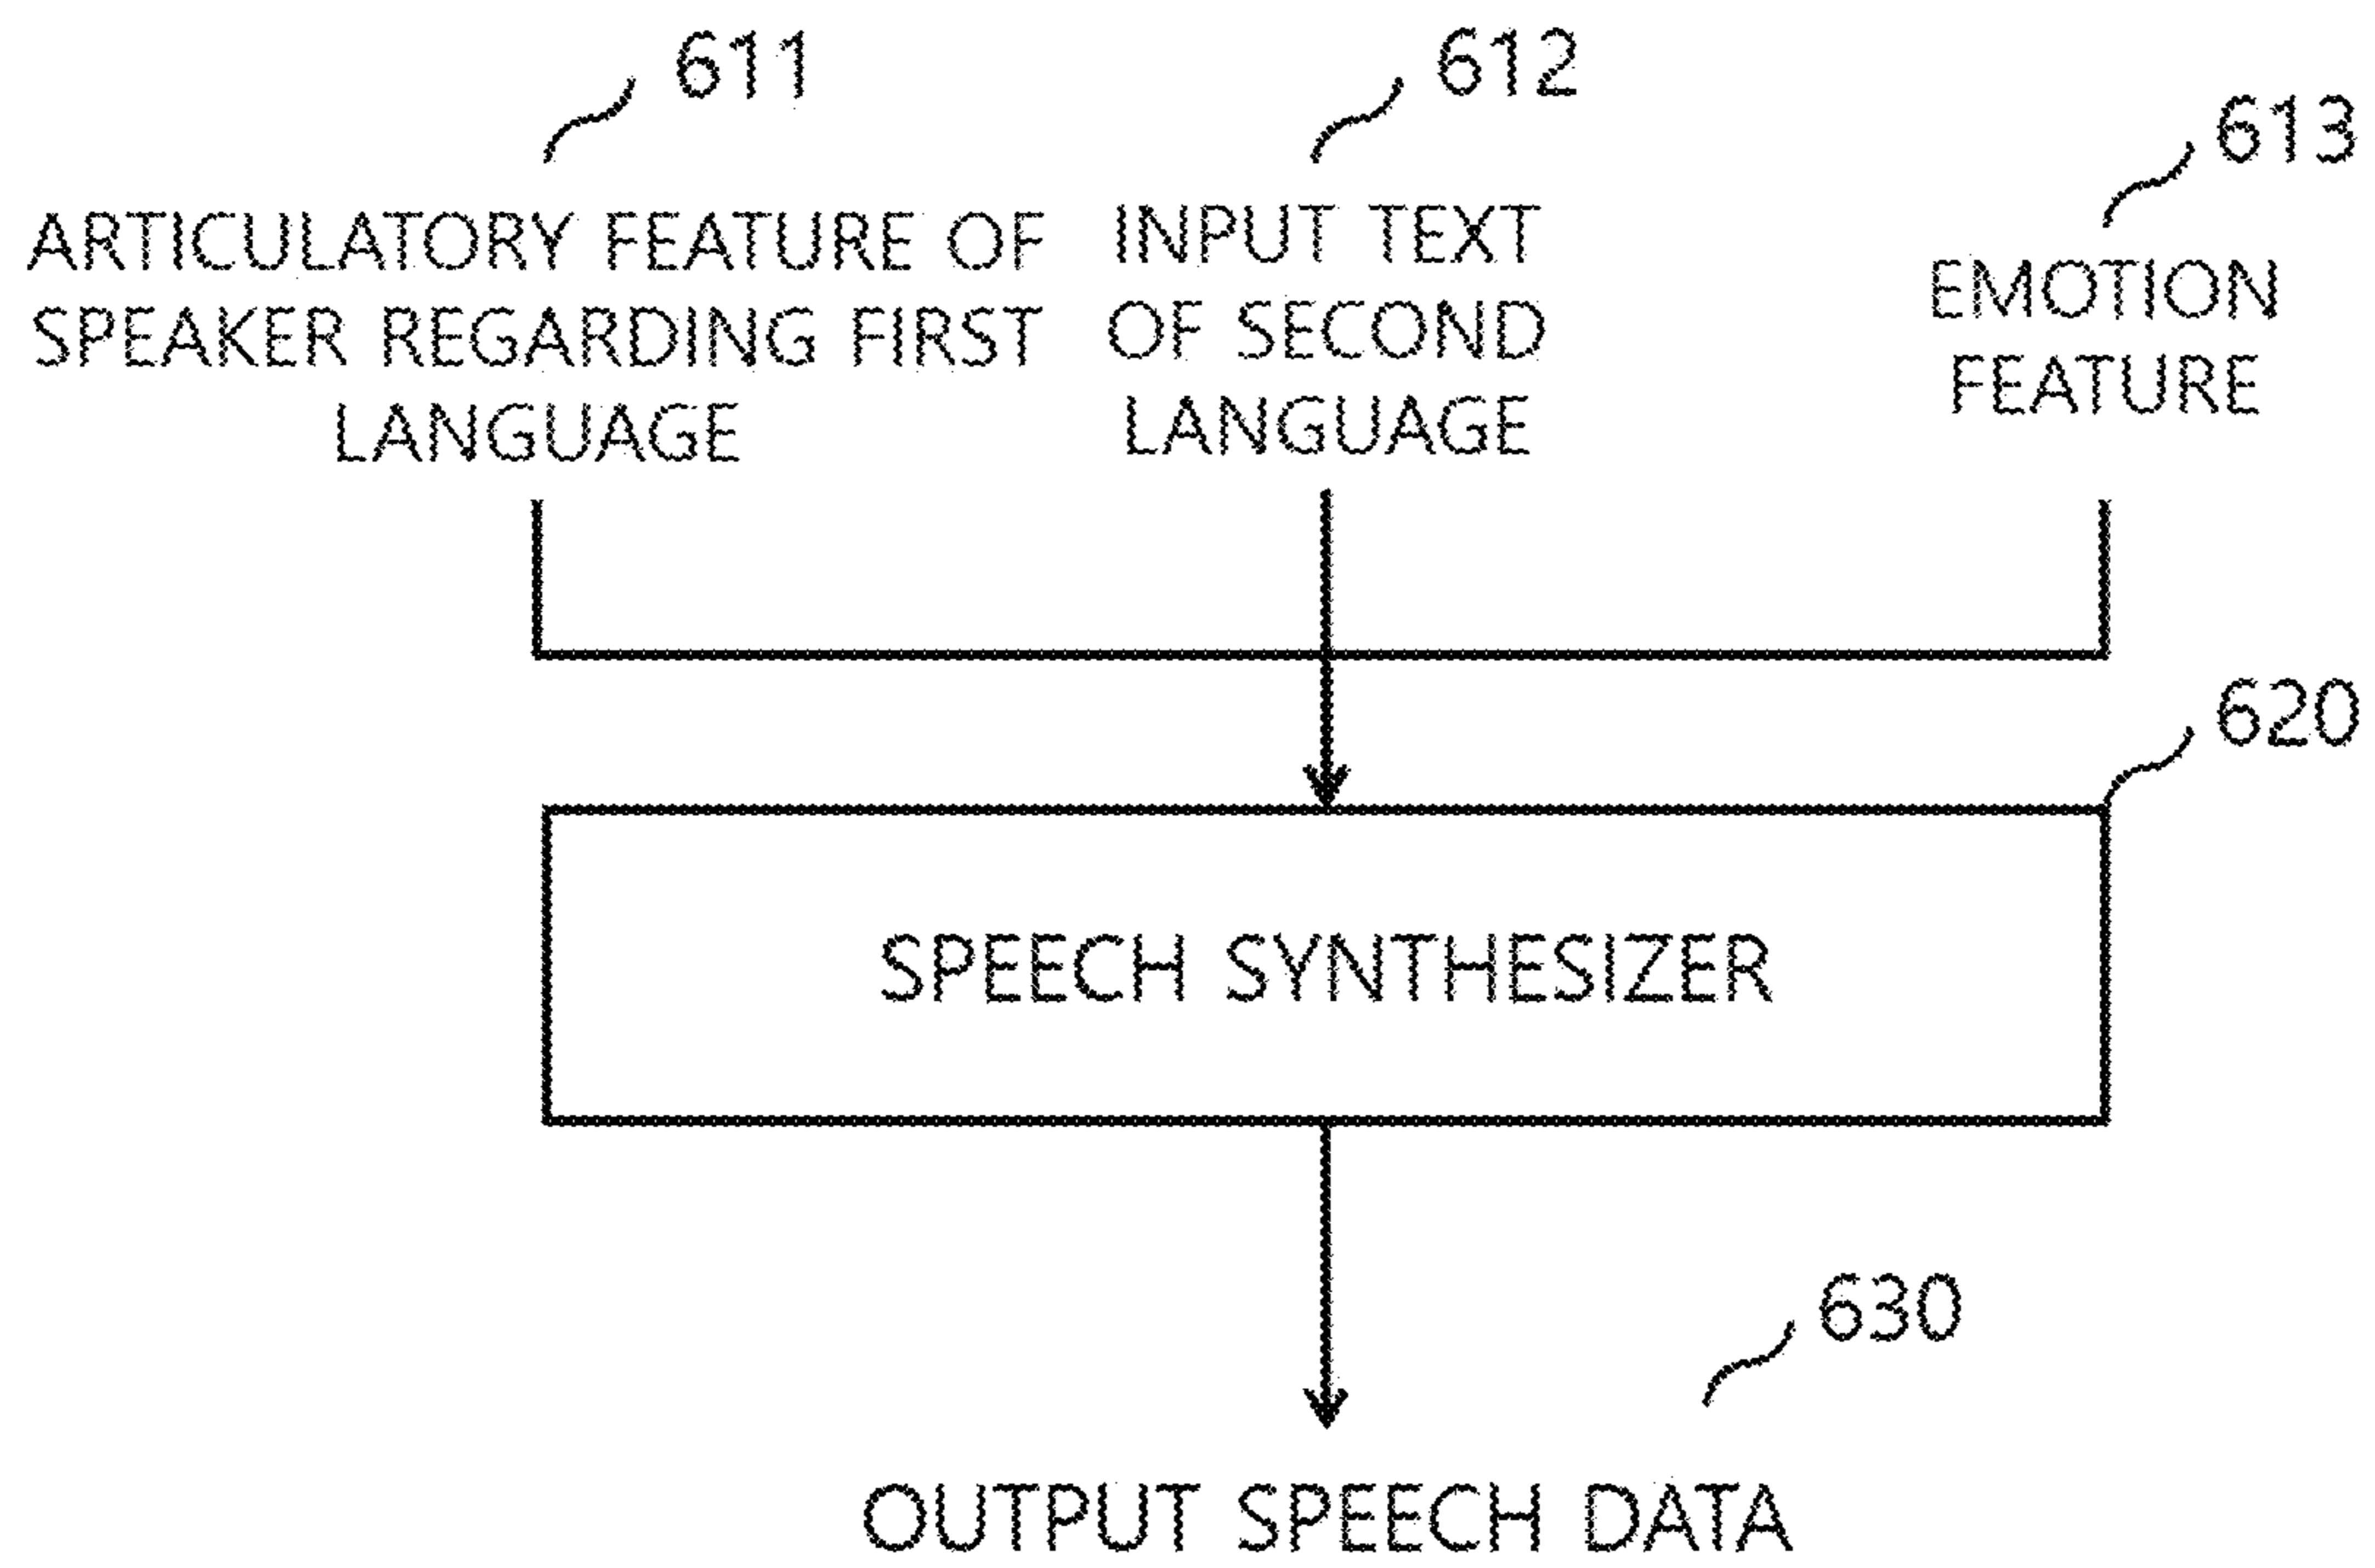 611
ARTICULATORY FEATURE OF
SPEAKER REGARDING FIRST
LANGUAGE
612
INPUT TEXT
OF SECOND
LANGUAGE
613
EMOTION
FEATURE
620
SPEECH SYNTHESIZER
630
OUTPUT SPEECH DATA